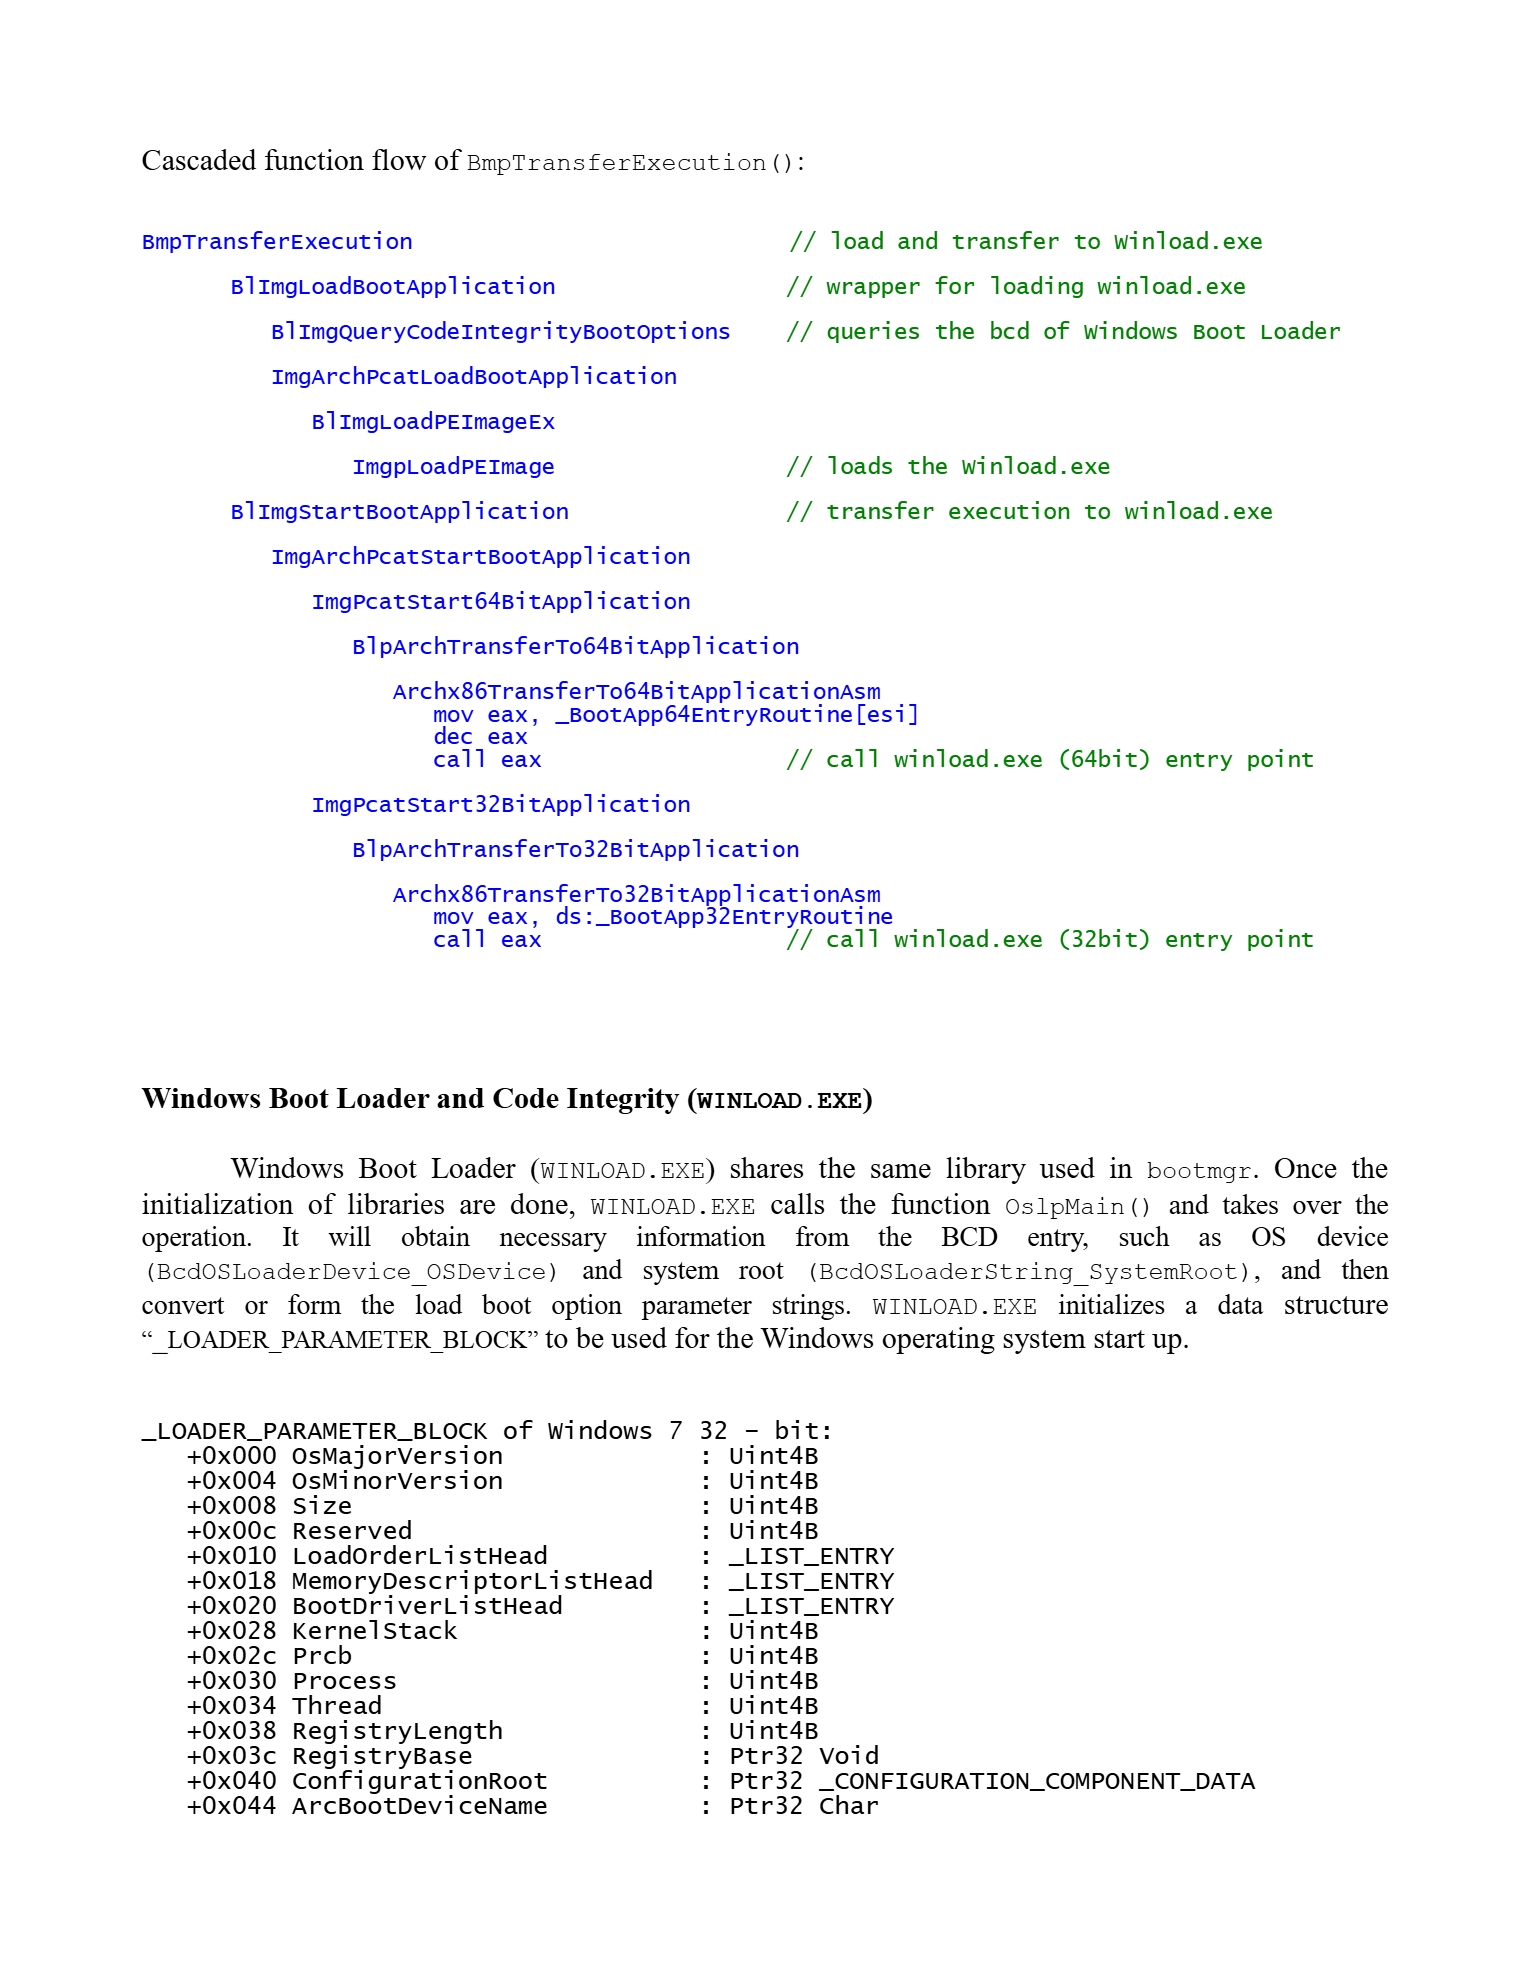 Cascaded function flow of BmpTransferExecution():
BmpTransferExecution // load and transfer to Winload.exe
BlImgLoadBootApplication // wrapper for loading winload.exe
BlImgQueryCodeIntegrityBootOptions // queries the bcd of Windows Boot Loader
ImgArchPcatLoadBootApplication
BlImgLoadPEImageEx
ImgpLoadPEImage // loads the Winload.exe
BlImgStartBootApplication // transfer execution to winload.exe
ImgArchPcatStartBootApplication
ImgPcatStart64BitApplication
BlpArchTransferTo64BitApplication
Archx86TransferTo64BitApplicationAsm
mov eax, _BootApp64EntryRoutine[esi]
dec eax
call eax // call winload.exe (64bit) entry point
ImgPcatStart32BitApplication
BlpArchTransferTo32BitApplication
Archx86TransferTo32BitApplicationAsm
mov eax, ds:_BootApp32EntryRoutine
call eax // call winload.exe (32bit) entry point
Windows Boot Loader and Code Integrity (WINLOAD.EXE)
Windows Boot Loader (WINLOAD.EXE) shares the same library used in bootmgr. Once the
initialization of libraries are done, WINLOAD.EXE calls the function OslpMain() and takes over the
operation. It will obtain necessary information from the BCD entry, such as OS device
(BcdOSLoaderDevice_OSDevice) and system root (BcdOSLoaderString_SystemRoot), and then
convert or form the load boot option parameter strings. WINLOAD.EXE initializes a data structure
“_LOADER_PARAMETER_BLOCK” to be used for the Windows operating system start up.
_LOADER_PARAMETER_BLOCK of Windows 7 32 – bit:
+0x000 OsMajorVersion : Uint4B
+0x004 OsMinorVersion : Uint4B
+0x008 Size : Uint4B
+0x00c Reserved : Uint4B
+0x010 LoadOrderListHead : _LIST_ENTRY
+0x018 MemoryDescriptorListHead : _LIST_ENTRY
+0x020 BootDriverListHead : _LIST_ENTRY
+0x028 KernelStack : Uint4B
+0x02c Prcb : Uint4B
+0x030 Process : Uint4B
+0x034 Thread : Uint4B
+0x038 RegistryLength : Uint4B
+0x03c RegistryBase : Ptr32 Void
+0x040 ConfigurationRoot : Ptr32 _CONFIGURATION_COMPONENT_DATA
+0x044 ArcBootDeviceName : Ptr32 Char